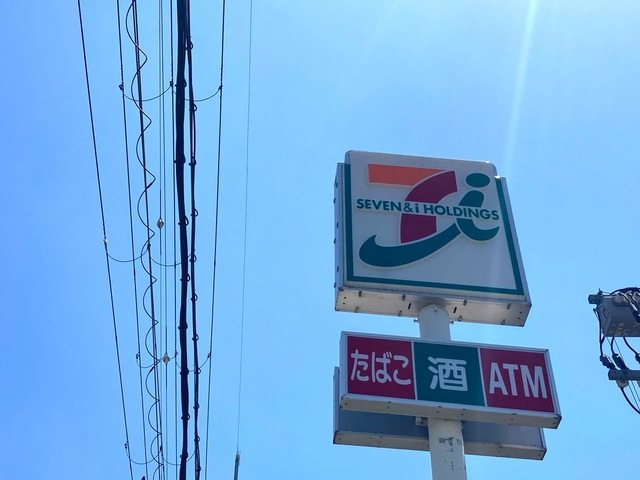 SEVEN&i HOLDINGS
たばこ 酒 ATM